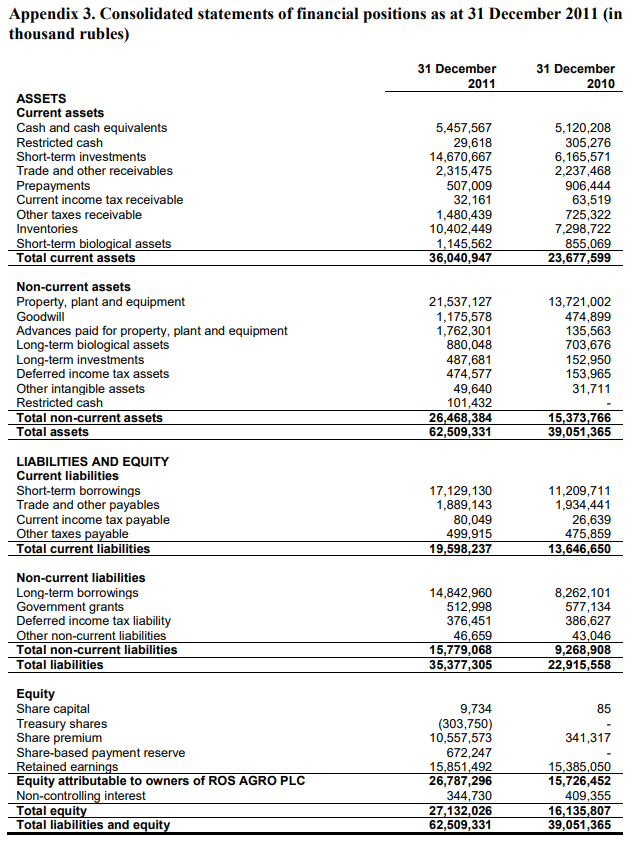 Appendix 3. Consolidated statements of financial positions as at 31 December 2011 (in
thousand rubles)
31 December 31 December
2011 2010
ASSETS
Current assets
Cash and cash equivalents 5,457,567 5,120,208
Restricted cash 29,618 305,276
Short-term investments 14,670,667 6,165,571
Trade and other receivables 2,315,475 2,237,468
Prepayments 507,009 906,444
Current income tax receivable 32,161 63,519
Other taxes receivable 1,480,439 725,322
Inventories 10,402,449 7,298,722
Short-term biological assets 1,145,562 855,069
Total current assets 36,040,947 23,677,599
Non-current assets
Property, plant and equipment 21,537,127 13,721,002
Goodwill 1,175,578 474,899
Advances paid for property, plant and equipment 1,762,301 135,563
Long-term biological assets 880,048 703,676
Long-term investments 487,681 152,950
Deferred income tax assets 474,577 153,965
Other intangible assets 49,640 31,711
Restricted cash 101,432 -
Total non-current assets 26,468,384 15,373,766
Total assets 62,509,331 39,051,365
LIABILITIES AND EQUITY
Current liabilities
Short-term borrowings 17,129,130 11,209,711
Trade and other payables 1,889,143 1,934,441
Current income tax payable 80,049 26,639
Other taxes payable 499,915 475,859
Total current liabilities 19,598,237 13,646,650
Non-current liabilities
Long-term borrowings 14,842,960 8,262,101
Government grants 512,998 577,134
Deferred income tax liability 376,451 386,627
Other non-current liabilities 46,659 43,046
Total non-current liabilities 15,779,068 9,268,908
Total liabilities 35,377,305 22,915,558
Equity
Share capital 9,734 85
Treasury shares (303,750) -
Share premium 10,557,573 341,317
Share-based payment reserve 672,247 -
Retained earnings 15,851,492 15,385,050
Equity attributable to owners of ROS AGRO PLC 26,787,296 15,726,452
Non-controlling interest 344,730 409,355
Total equity 27,132,026 16,135,807
Total liabilities and equity 62,509,331 39,051,365